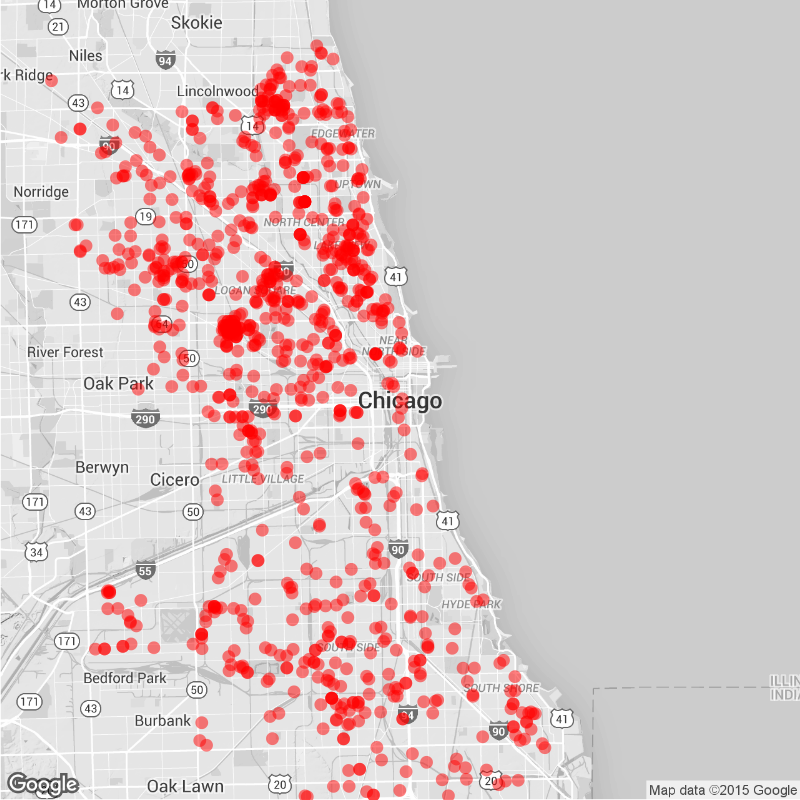 14
Morton Grove
21
Skokie
Niles
94
rk Ridge
14
Lincolnwood
43
14
EDGEWATER
90
Norridge
UPTOWN
19
171
NORTH CENTER
50
90
41
LOGAN SQUARE
43
64
NEAR
NORTH SIDE
River Forest
50
Oak Park
290
290
Chicago
Berwyn
Cicero
LITTLE VILLAGE
171
43
50
41
34
90
55
SOUTH SIDE
HYDE PARK
171
SOUTH SIDE
Bedford Park
50
SOUTH SHORE
ILLIN
INDIA
171
43
94
41
Burbank
90
Oak Lawn
20
20
Google
Map data ©2015 Google